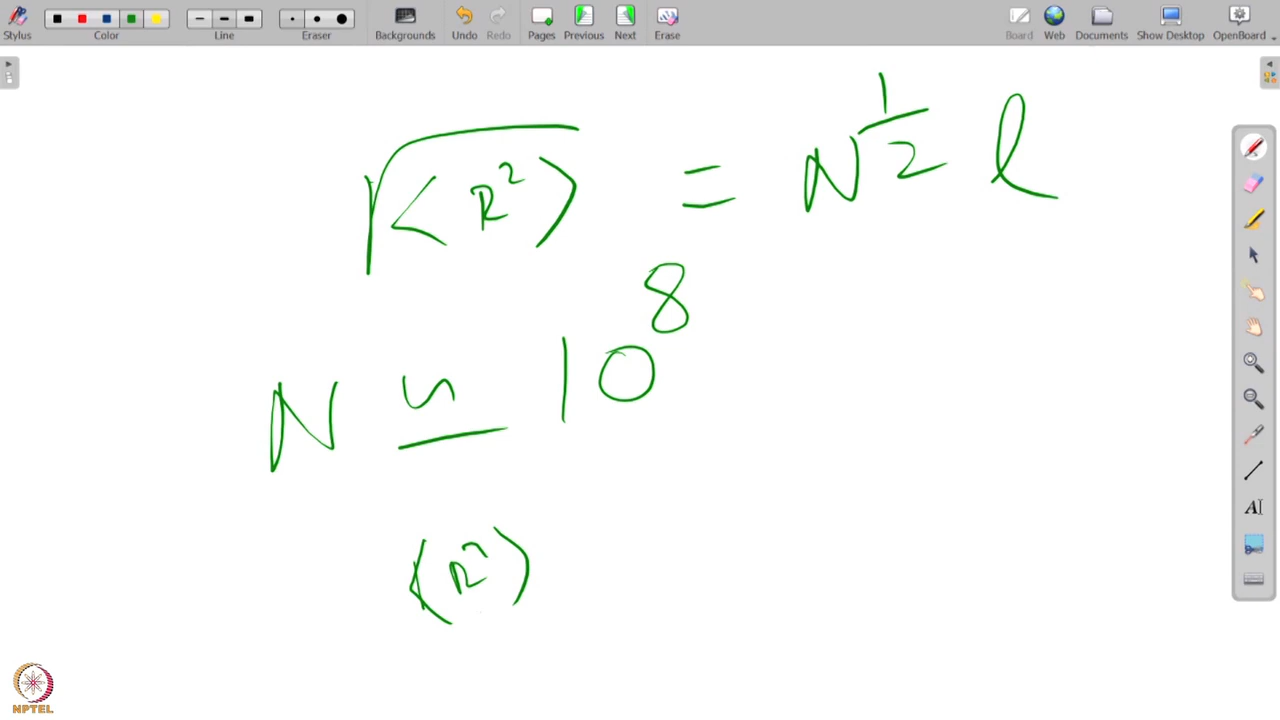 Stylus Color Line Eraser Backgrounds Undo Redo Pages Previous Next Erase Board Web Documents Show Desktop OpenBoard
√⟨R²⟩ = N^{1/2} l
N ≃ 10⁸
⟨R²⟩
NPTEL